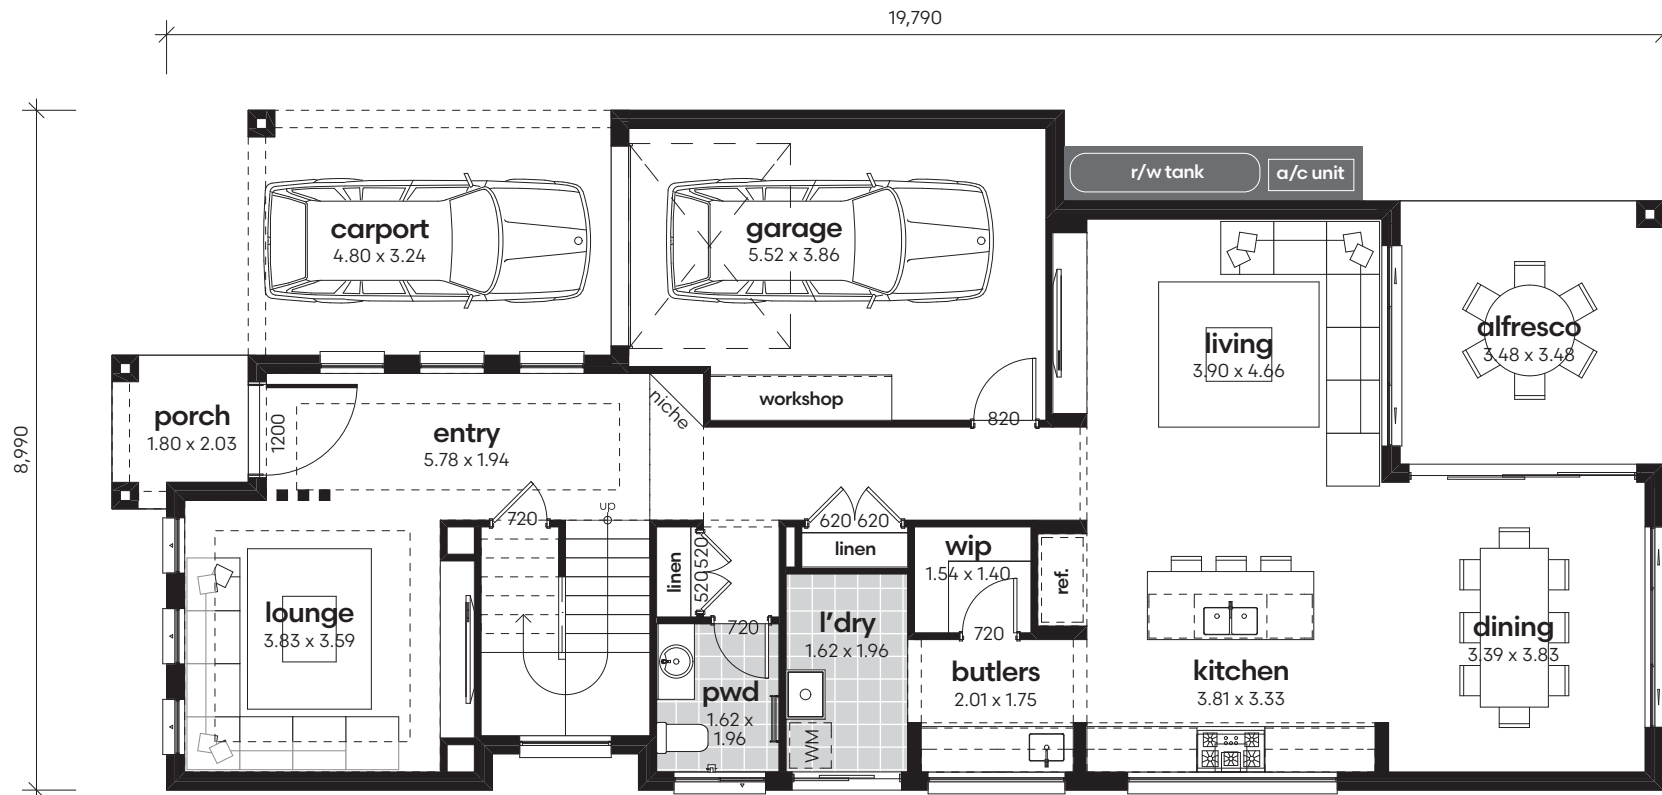 19,790
8,990
r/w tank
a/c unit
carport
4.80 x 3.24
garage
5.52 x 3.86
living
3.90 x 4.66
alfresco
3.48 x 3.48
workshop
820
niche
porch
1.80 x 2.03
1200
entry
5.78 x 1.94
720
up
620 620
linen
linen
520 520
wip
1.54 x 1.40
ref.
720
720
lounge
3.83 x 3.59
l'dry
1.62 x 1.96
dining
3.39 x 3.83
pwd
1.62 x
1.96
butlers
2.01 x 1.75
kitchen
3.81 x 3.33
WM